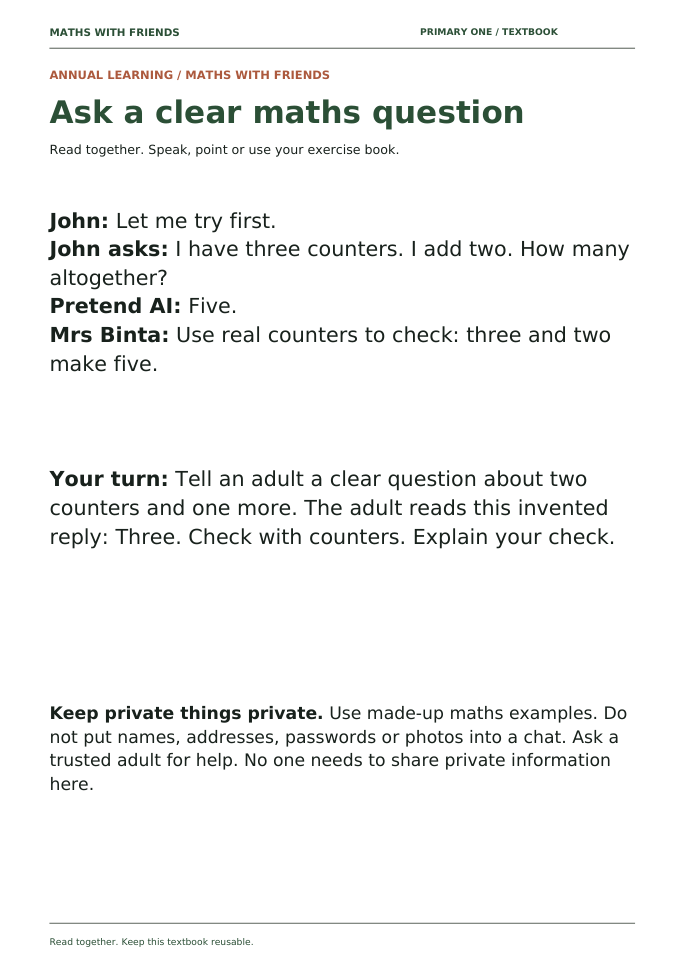 MATHS WITH FRIENDS
PRIMARY ONE / TEXTBOOK
ANNUAL LEARNING / MATHS WITH FRIENDS
Ask a clear maths question
Read together. Speak, point or use your exercise book.
John: Let me try first.
John asks: I have three counters. I add two. How many
altogether?
Pretend AI: Five.
Mrs Binta: Use real counters to check: three and two
make five.
Your turn: Tell an adult a clear question about two
counters and one more. The adult reads this invented
reply: Three. Check with counters. Explain your check.
Keep private things private. Use made-up maths examples. Do
not put names, addresses, passwords or photos into a chat. Ask a
trusted adult for help. No one needs to share private information
here.
Read together. Keep this textbook reusable.